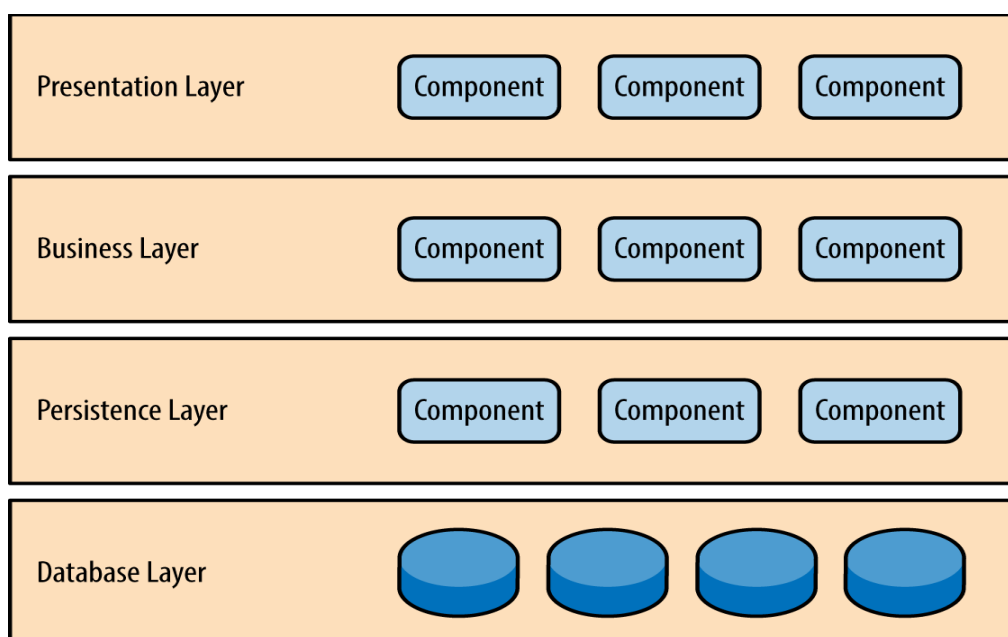 Presentation Layer Component Component Component
Business Layer Component Component Component
Persistence Layer Component Component Component
Database Layer